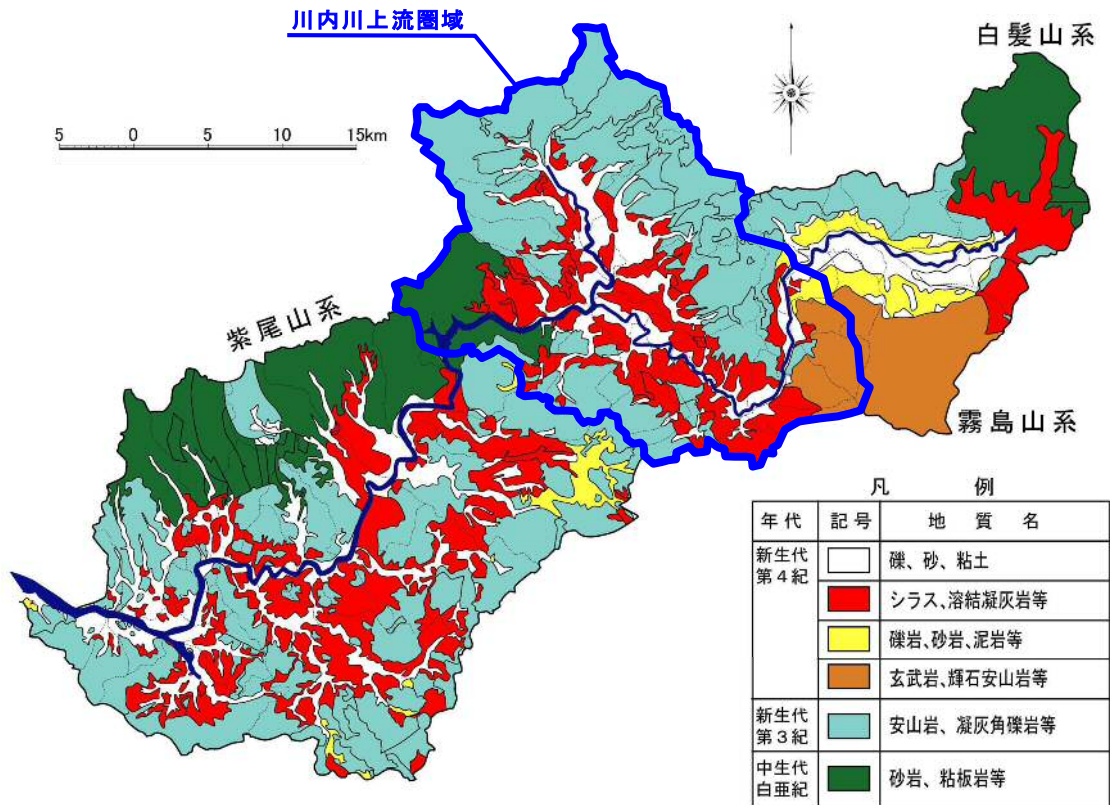 川内川上流圏域
白髪山系
5 0 5 10 15km
紫尾山系
霧島山系
凡 例
年代 記号 地質名
新生代
第4紀
礫、砂、粘土
シラス、溶結凝灰岩等
礫岩、砂岩、泥岩等
玄武岩、輝石安山岩等
新生代
第3紀
安山岩、凝灰角礫岩等
中生代
白亜紀
砂岩、粘板岩等